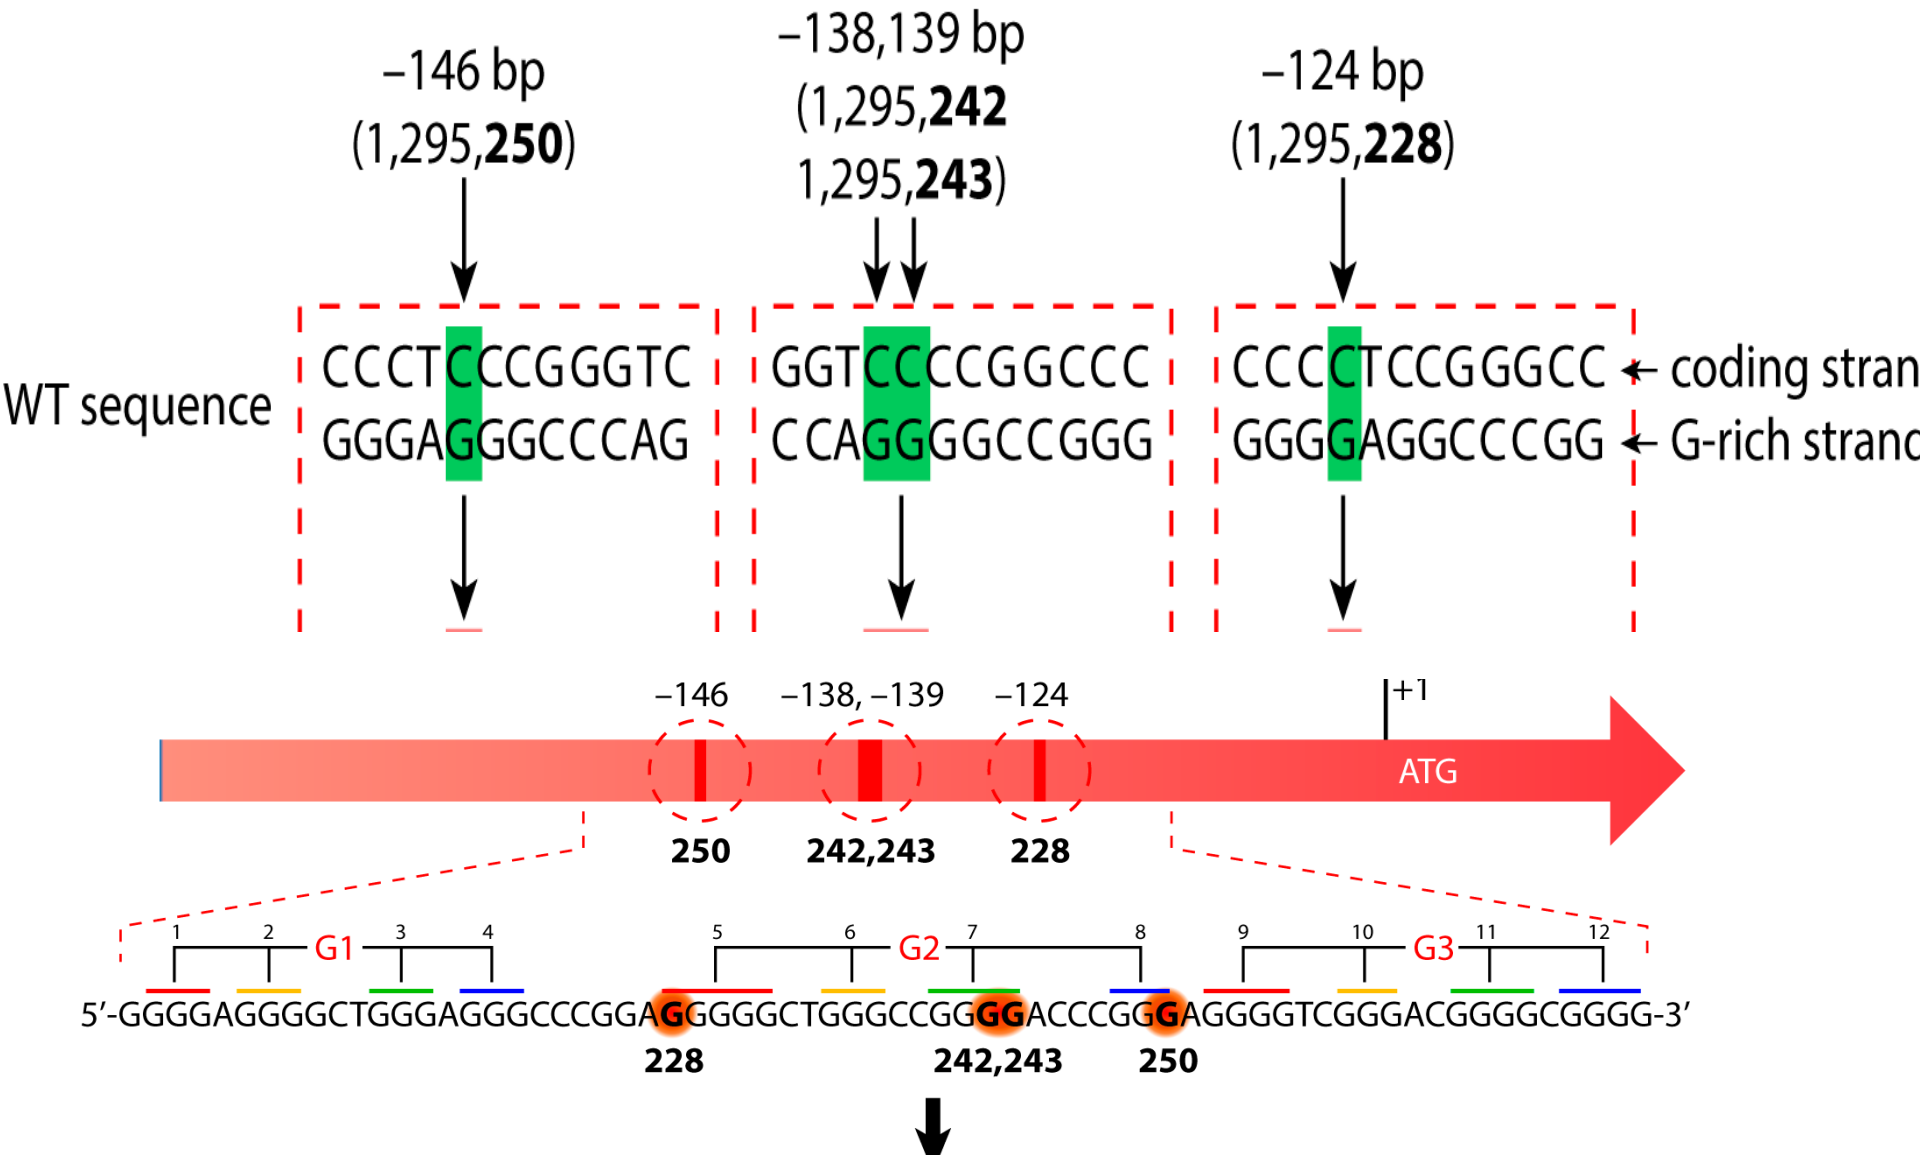 –146 bp
(1,295,250)
–138,139 bp
(1,295,242
1,295,243)
–124 bp
(1,295,228)
WT sequence
CCCTCCCGGGTC
GGGAGGGCCCAG
GGTCCCCGGCCC
CCAGGGGCCGGG
CCCCTCCGGGCC
GGGGAGGCCCGG
← coding stran
← G-rich strand
–146
–138, –139
–124
+1
ATG
250
242,243
228
1 2 G1 3 4 5 6 G2 7 8 9 10 G3 11 12
5’-GGGGAGGGGCTGGGAGGGCCCGGAGGGGGCTGGGCCGGGGACCCGGGAGGGGTCGGGACGGGGCGGGG-3’
228
242,243
250